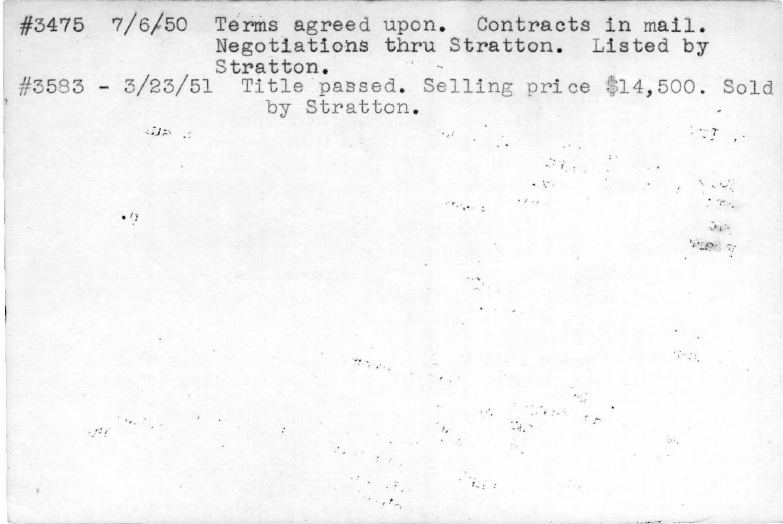 #3475 7/6/50 Terms agreed upon. Contracts in mail.
Negotiations thru Stratton. Listed by
Stratton.
#3583 - 3/23/51 Title passed. Selling price $14,500. Sold
by Stratton.